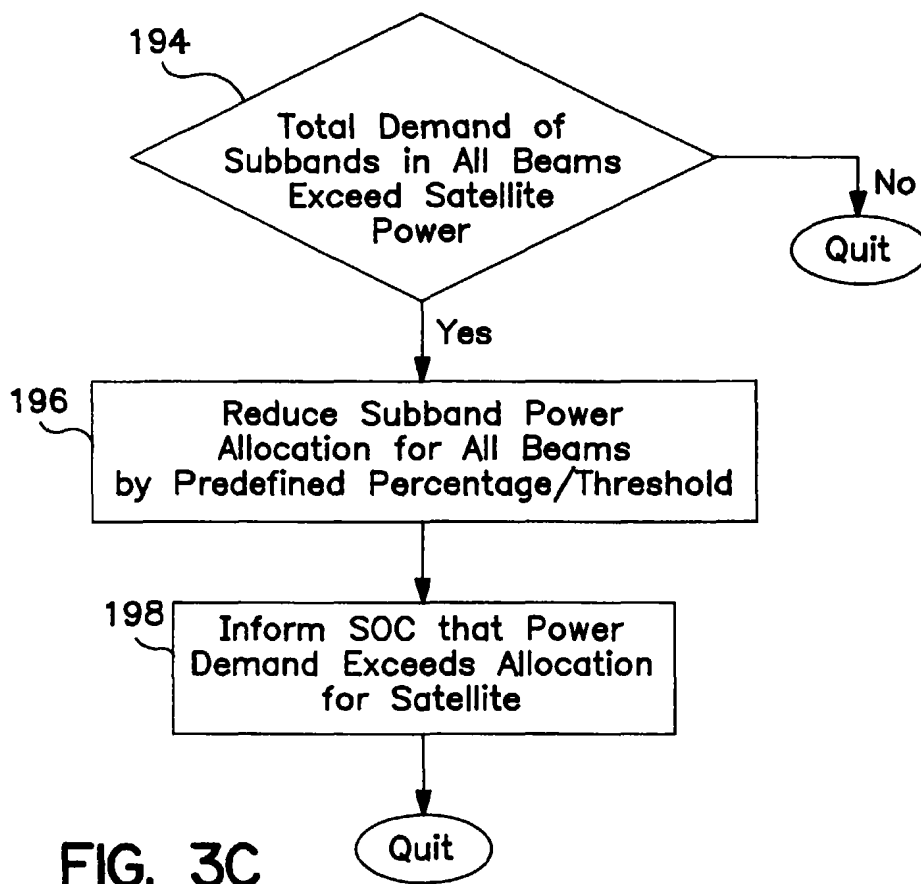 194
Total Demand of
Subbands in All Beams
Exceed Satellite
Power
No
Quit
Yes
196
Reduce Subband Power
Allocation for All Beams
by Predefined Percentage/Threshold
198
Inform SOC that Power
Demand Exceeds Allocation
for Satellite
Quit
FIG. 3C